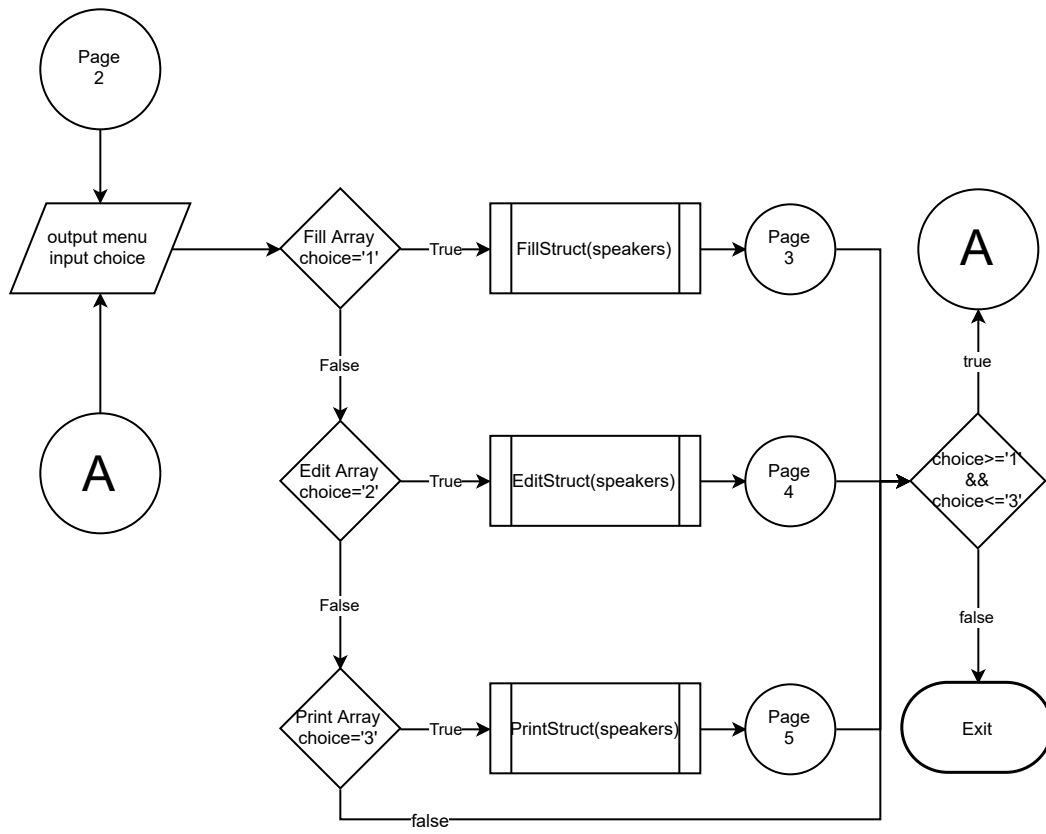 Page
2
output menu
input choice
A
Fill Array
choice='1'
True
FillStruct(speakers)
Page
3
False
Edit Array
choice='2'
True
EditStruct(speakers)
Page
4
False
Print Array
choice='3'
True
PrintStruct(speakers)
Page
5
false
A
true
choice>='1'
&&
choice<='3'
false
Exit